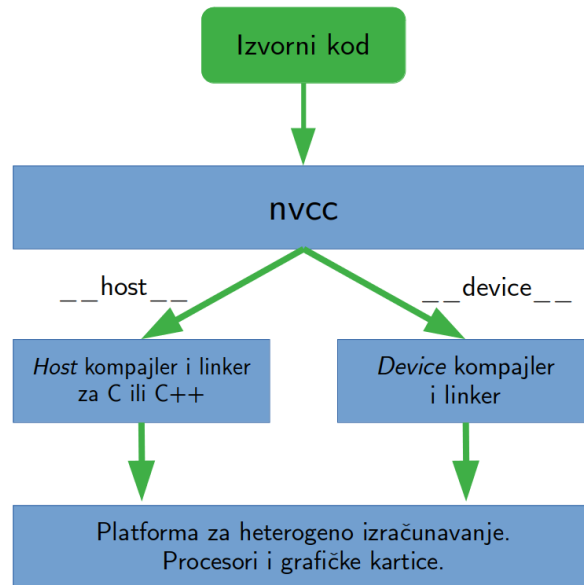 Izvorni kod
nvcc
__host__
__device__
Host kompajler i linker
za C ili C++
Device kompajler
i linker
Platforma za heterogeno izračunavanje.
Procesori i grafičke kartice.